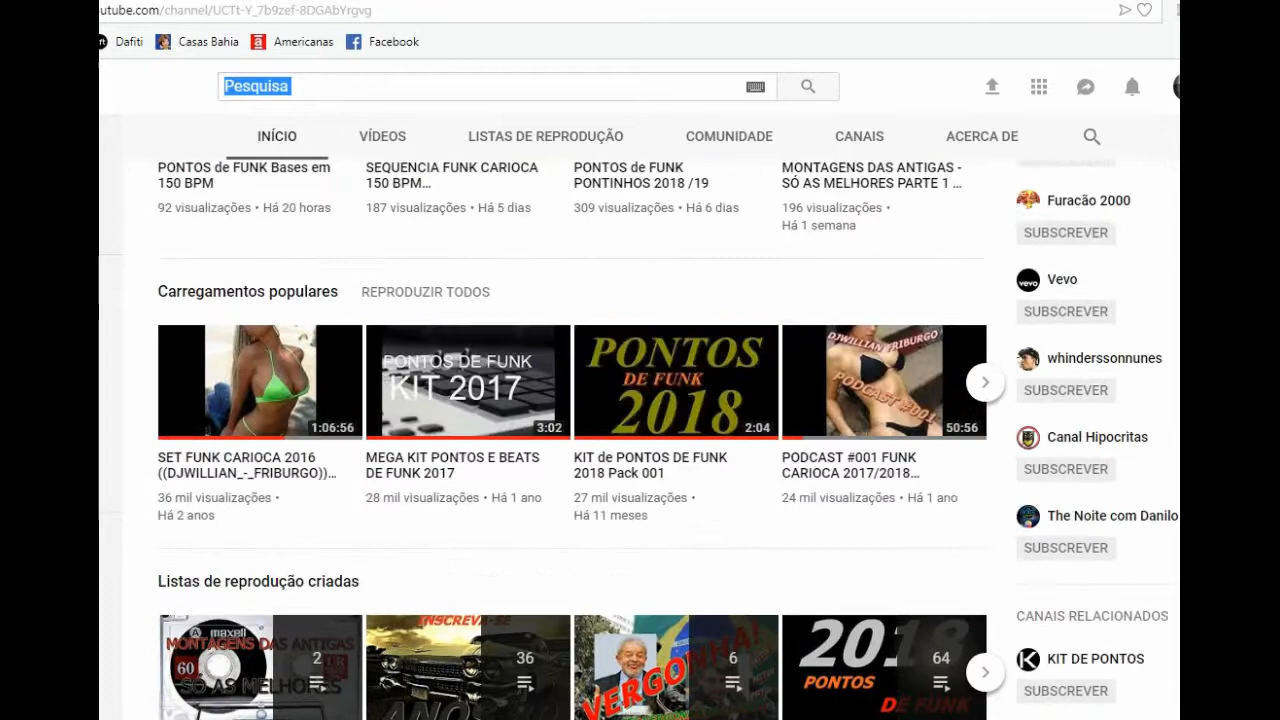 utube.com/channel/UCTt-Y_7b9zef-8DGAbYrgvg
Dafiti Casas Bahia Americanas Facebook
Pesquisa
INÍCIO VÍDEOS LISTAS DE REPRODUÇÃO COMUNIDADE CANAIS ACERCA DE
PONTOS de FUNK Bases em
150 BPM
92 visualizações • Há 20 horas
SEQUENCIA FUNK CARIOCA
150 BPM...
187 visualizações • Há 5 dias
PONTOS de FUNK
PONTINHOS 2018 /19
309 visualizações • Há 6 dias
MONTAGENS DAS ANTIGAS -
SÓ AS MELHORES PARTE 1 ...
196 visualizações •
Há 1 semana
Carregamentos populares REPRODUZIR TODOS
1:06:56
SET FUNK CARIOCA 2016
((DJWILLIAN_-_FRIBURGO))...
36 mil visualizações •
Há 2 anos
PONTOS DE FUNK
KIT 2017
3:02
MEGA KIT PONTOS E BEATS
DE FUNK 2017
28 mil visualizações • Há 1 ano
PONTOS
DE FUNK
2018
2:04
KIT de PONTOS DE FUNK
2018 Pack 001
27 mil visualizações •
Há 11 meses
DJWILLIAN FRIBURGO
PODCAST #001
50:56
PODCAST #001 FUNK
CARIOCA 2017/2018...
24 mil visualizações • Há 1 ano
Listas de reprodução criadas
A maxell
MONTAGENS DAS ANTIGAS
60 UR
SÓ AS MELHORES
2
INSCREVA-SE
36
ANO
VERGONHA!
6
2018
PONTOS
DE FUNK
64
Furacão 2000
SUBSCREVER
vevo
Vevo
SUBSCREVER
whinderssonnunes
SUBSCREVER
Canal Hipocritas
SUBSCREVER
The Noite com Danilo
SUBSCREVER
CANAIS RELACIONADOS
KIT DE PONTOS
SUBSCREVER